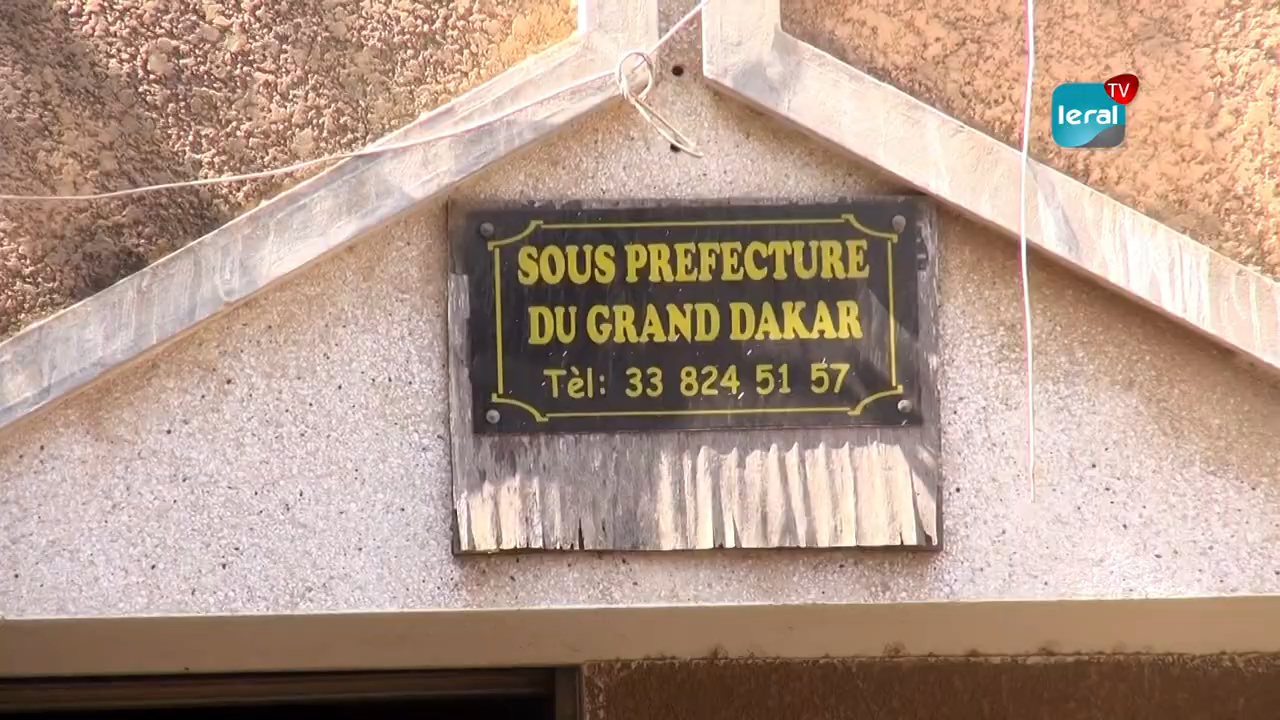 leral TV
SOUS PREFECTURE
DU GRAND DAKAR
Tèl: 33 824 51 57